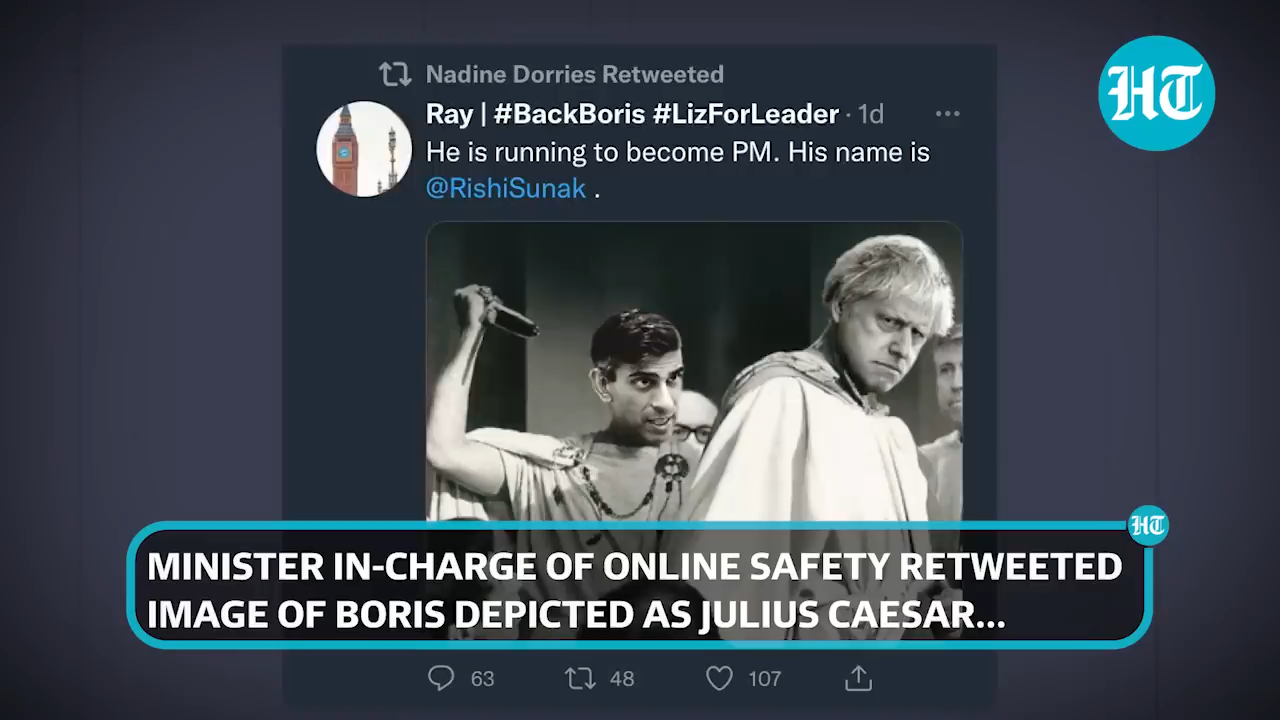 Nadine Dorries Retweeted
Ray | #BackBoris #LizForLeader · 1d
HT
He is running to become PM. His name is
@RishiSunak .
HT
MINISTER IN-CHARGE OF ONLINE SAFETY RETWEETED
IMAGE OF BORIS DEPICTED AS JULIUS CAESAR...
63 48 107